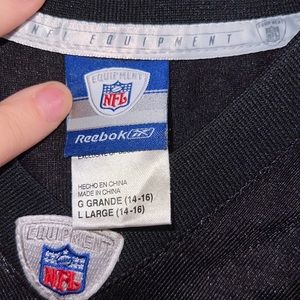 NFL EQUIPMENT
EQUIPMENT
NFL
Reebok
HECHO EN CHINA
MADE IN CHINA
G GRANDE (14-16)
L LARGE (14-16)
EQUIPMENT
NFL